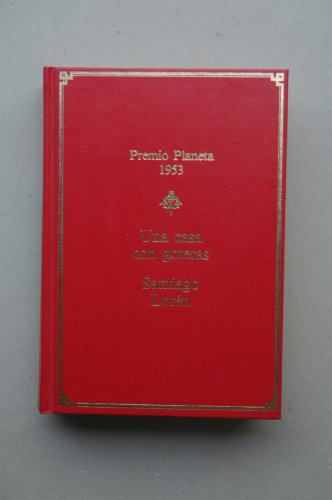 Premio Planeta
1953
Una casa
con goteras
Santiago
Lorén